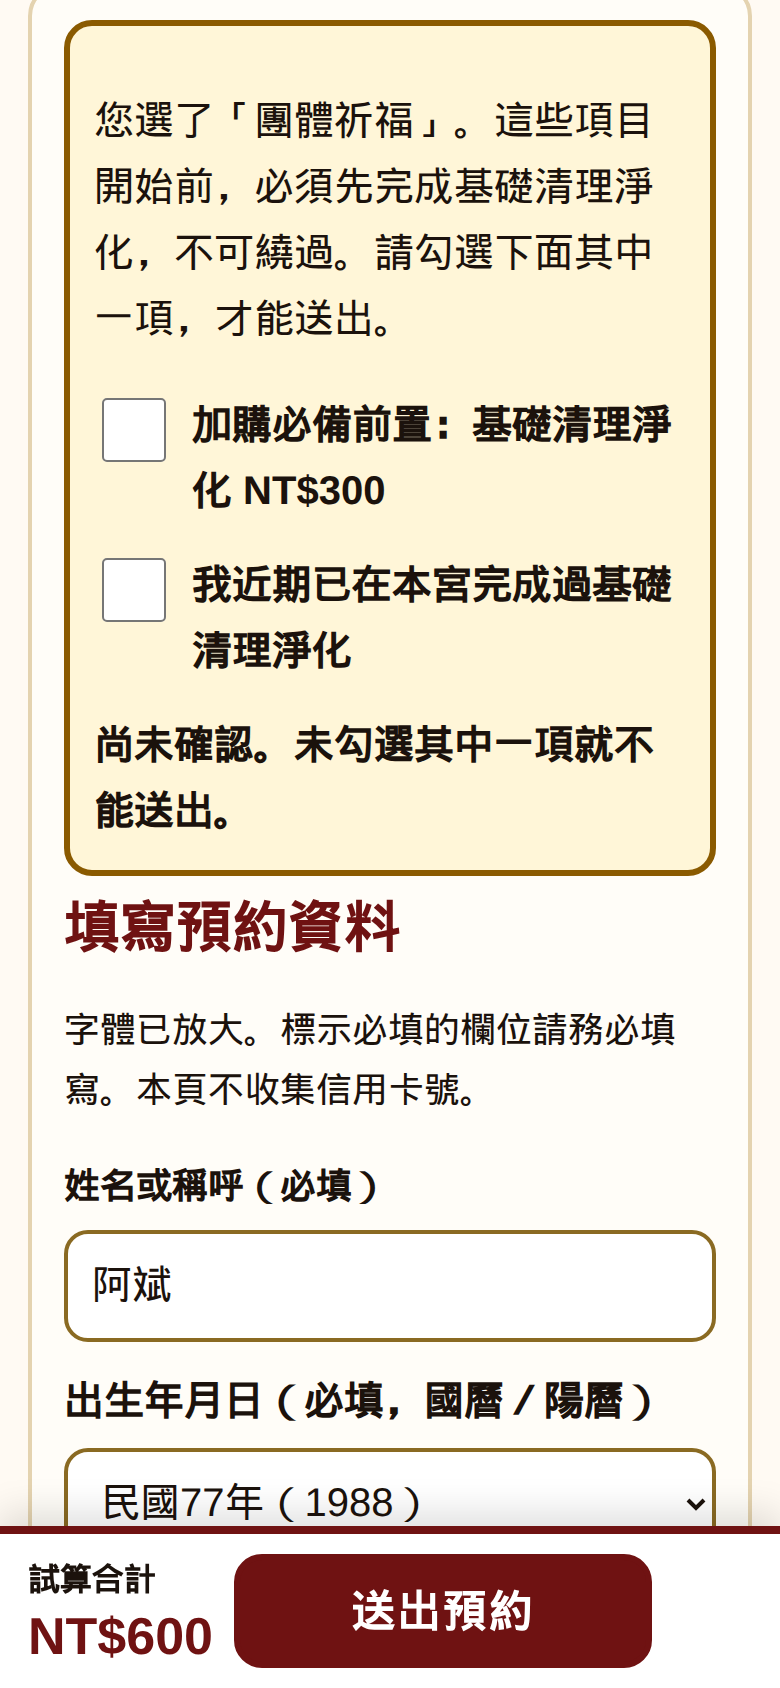 您選了「團體祈福」。這些項目
開始前，必須先完成基礎清理淨
化，不可繞過。請勾選下面其中
一項，才能送出。
加購必備前置：基礎清理淨
化 NT$300
我近期已在本宮完成過基礎
清理淨化
尚未確認。未勾選其中一項就不
能送出。
填寫預約資料
字體已放大。標示必填的欄位請務必填
寫。本頁不收集信用卡號。
姓名或稱呼（必填）
阿斌
出生年月日（必填，國曆／陽曆）
民國77年（1988）
試算合計
NT$600
送出預約